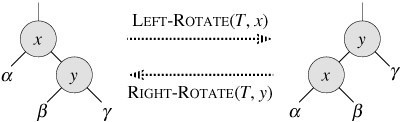 LEFT-ROTATE(T, x)
x
y
α
y
x
γ
RIGHT-ROTATE(T, y)
β
γ
α
β